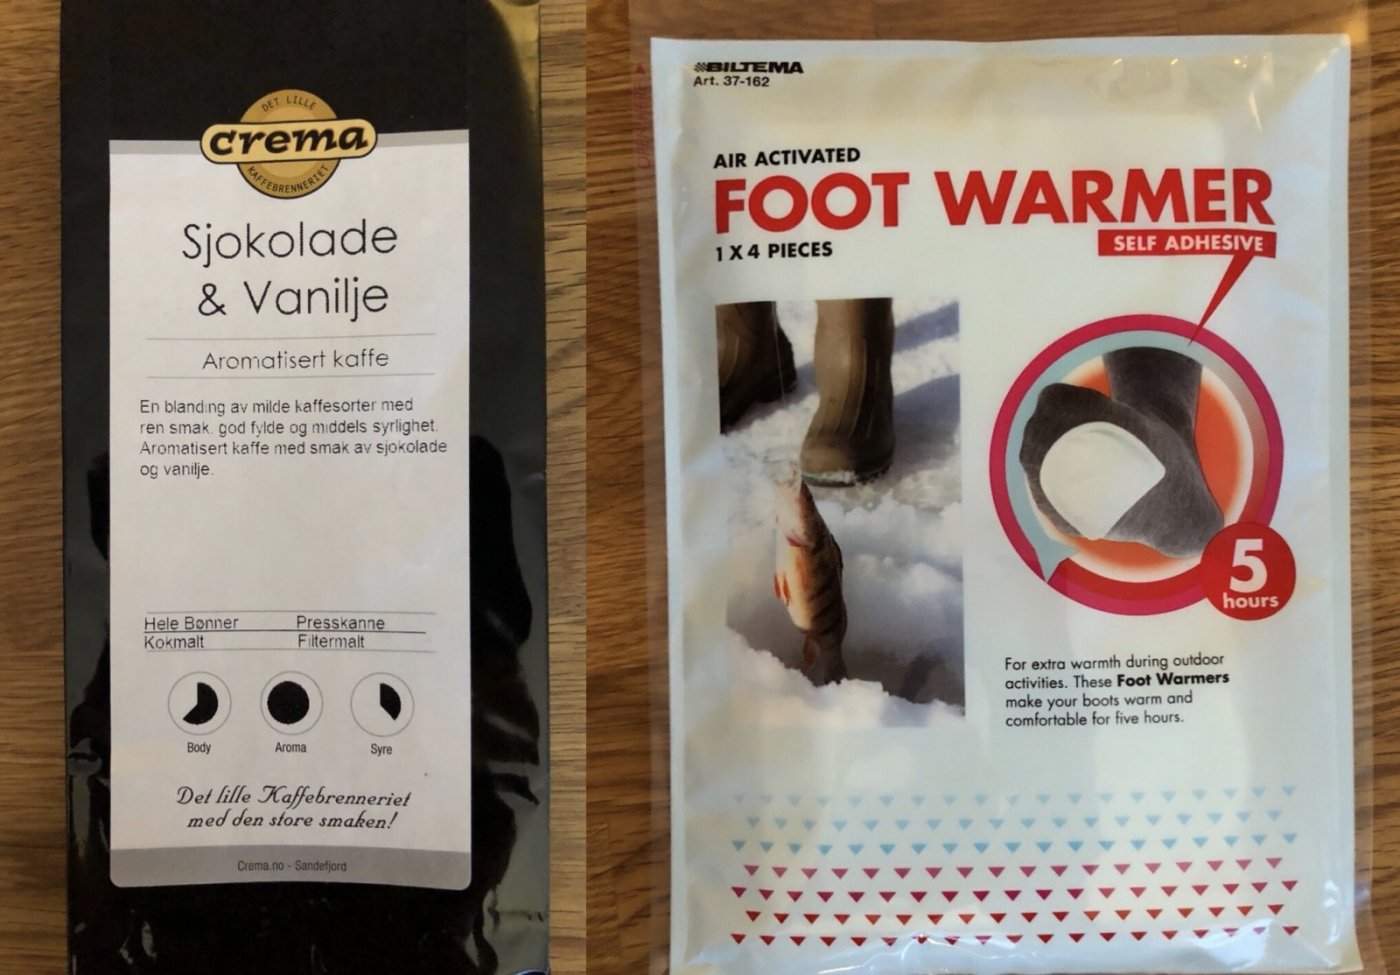 DET LILLE
crema
KAFFEBRENNERIET
Sjokolade
& Vanilje
Aromatisert kaffe
En blanding av milde kaffesorter med
ren smak. god fylde og middels syrlighet.
Aromatisert kaffe med smak av sjokolade
og vanilje.
Hele Bønner Presskanne
Kokmalt Filtermalt
Body Aroma Syre
Det lille Kaffebrenneriet
med den store smaken!
Crema.no - Sandefjord
BILTEMA
Art. 37-162
AIR ACTIVATED
FOOT WARMER
1 X 4 PIECES
SELF ADHESIVE
5
hours
For extra warmth during outdoor
activities. These Foot Warmers
make your boots warm and
comfortable for five hours.